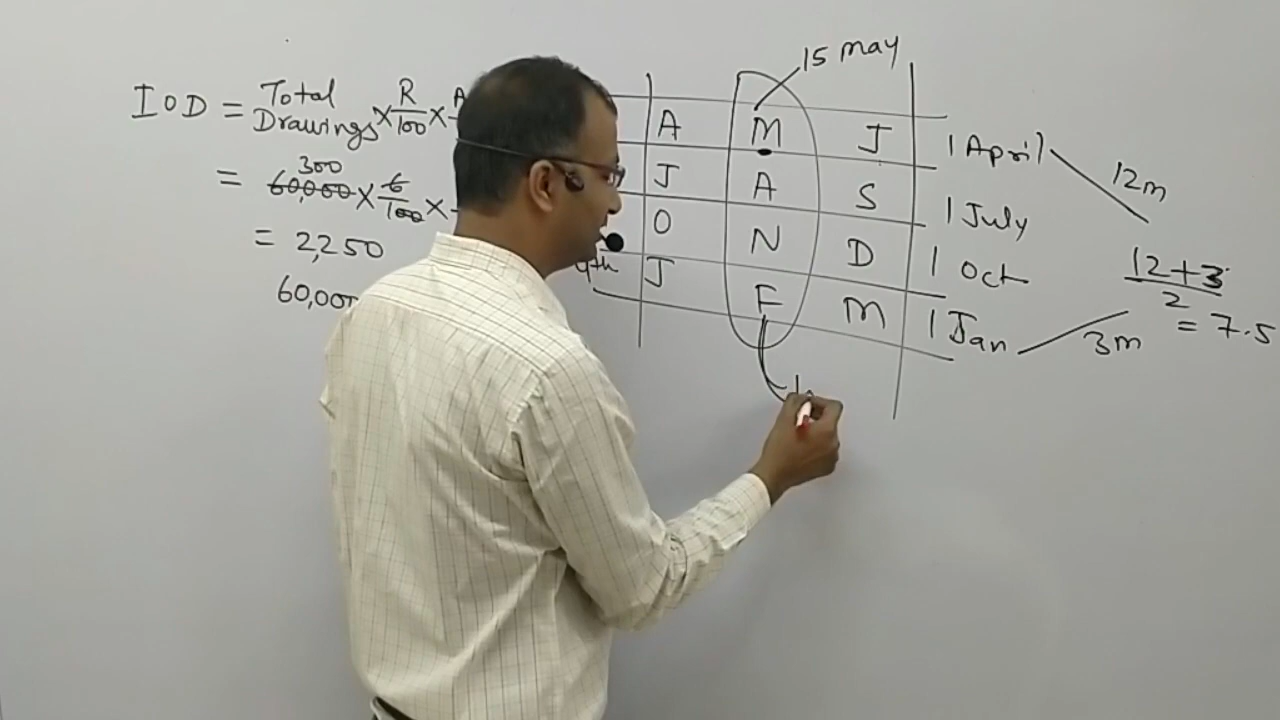 IOD = Total Drawings × R/100 ×
= 300
60,000 × 6/100 ×
= 2,250
60,00
15 may
A M J 1 April
J A S 1 July
O N D 1 Oct
4th J F M 1 Jan
12m
3m
12+3/2
= 7.5